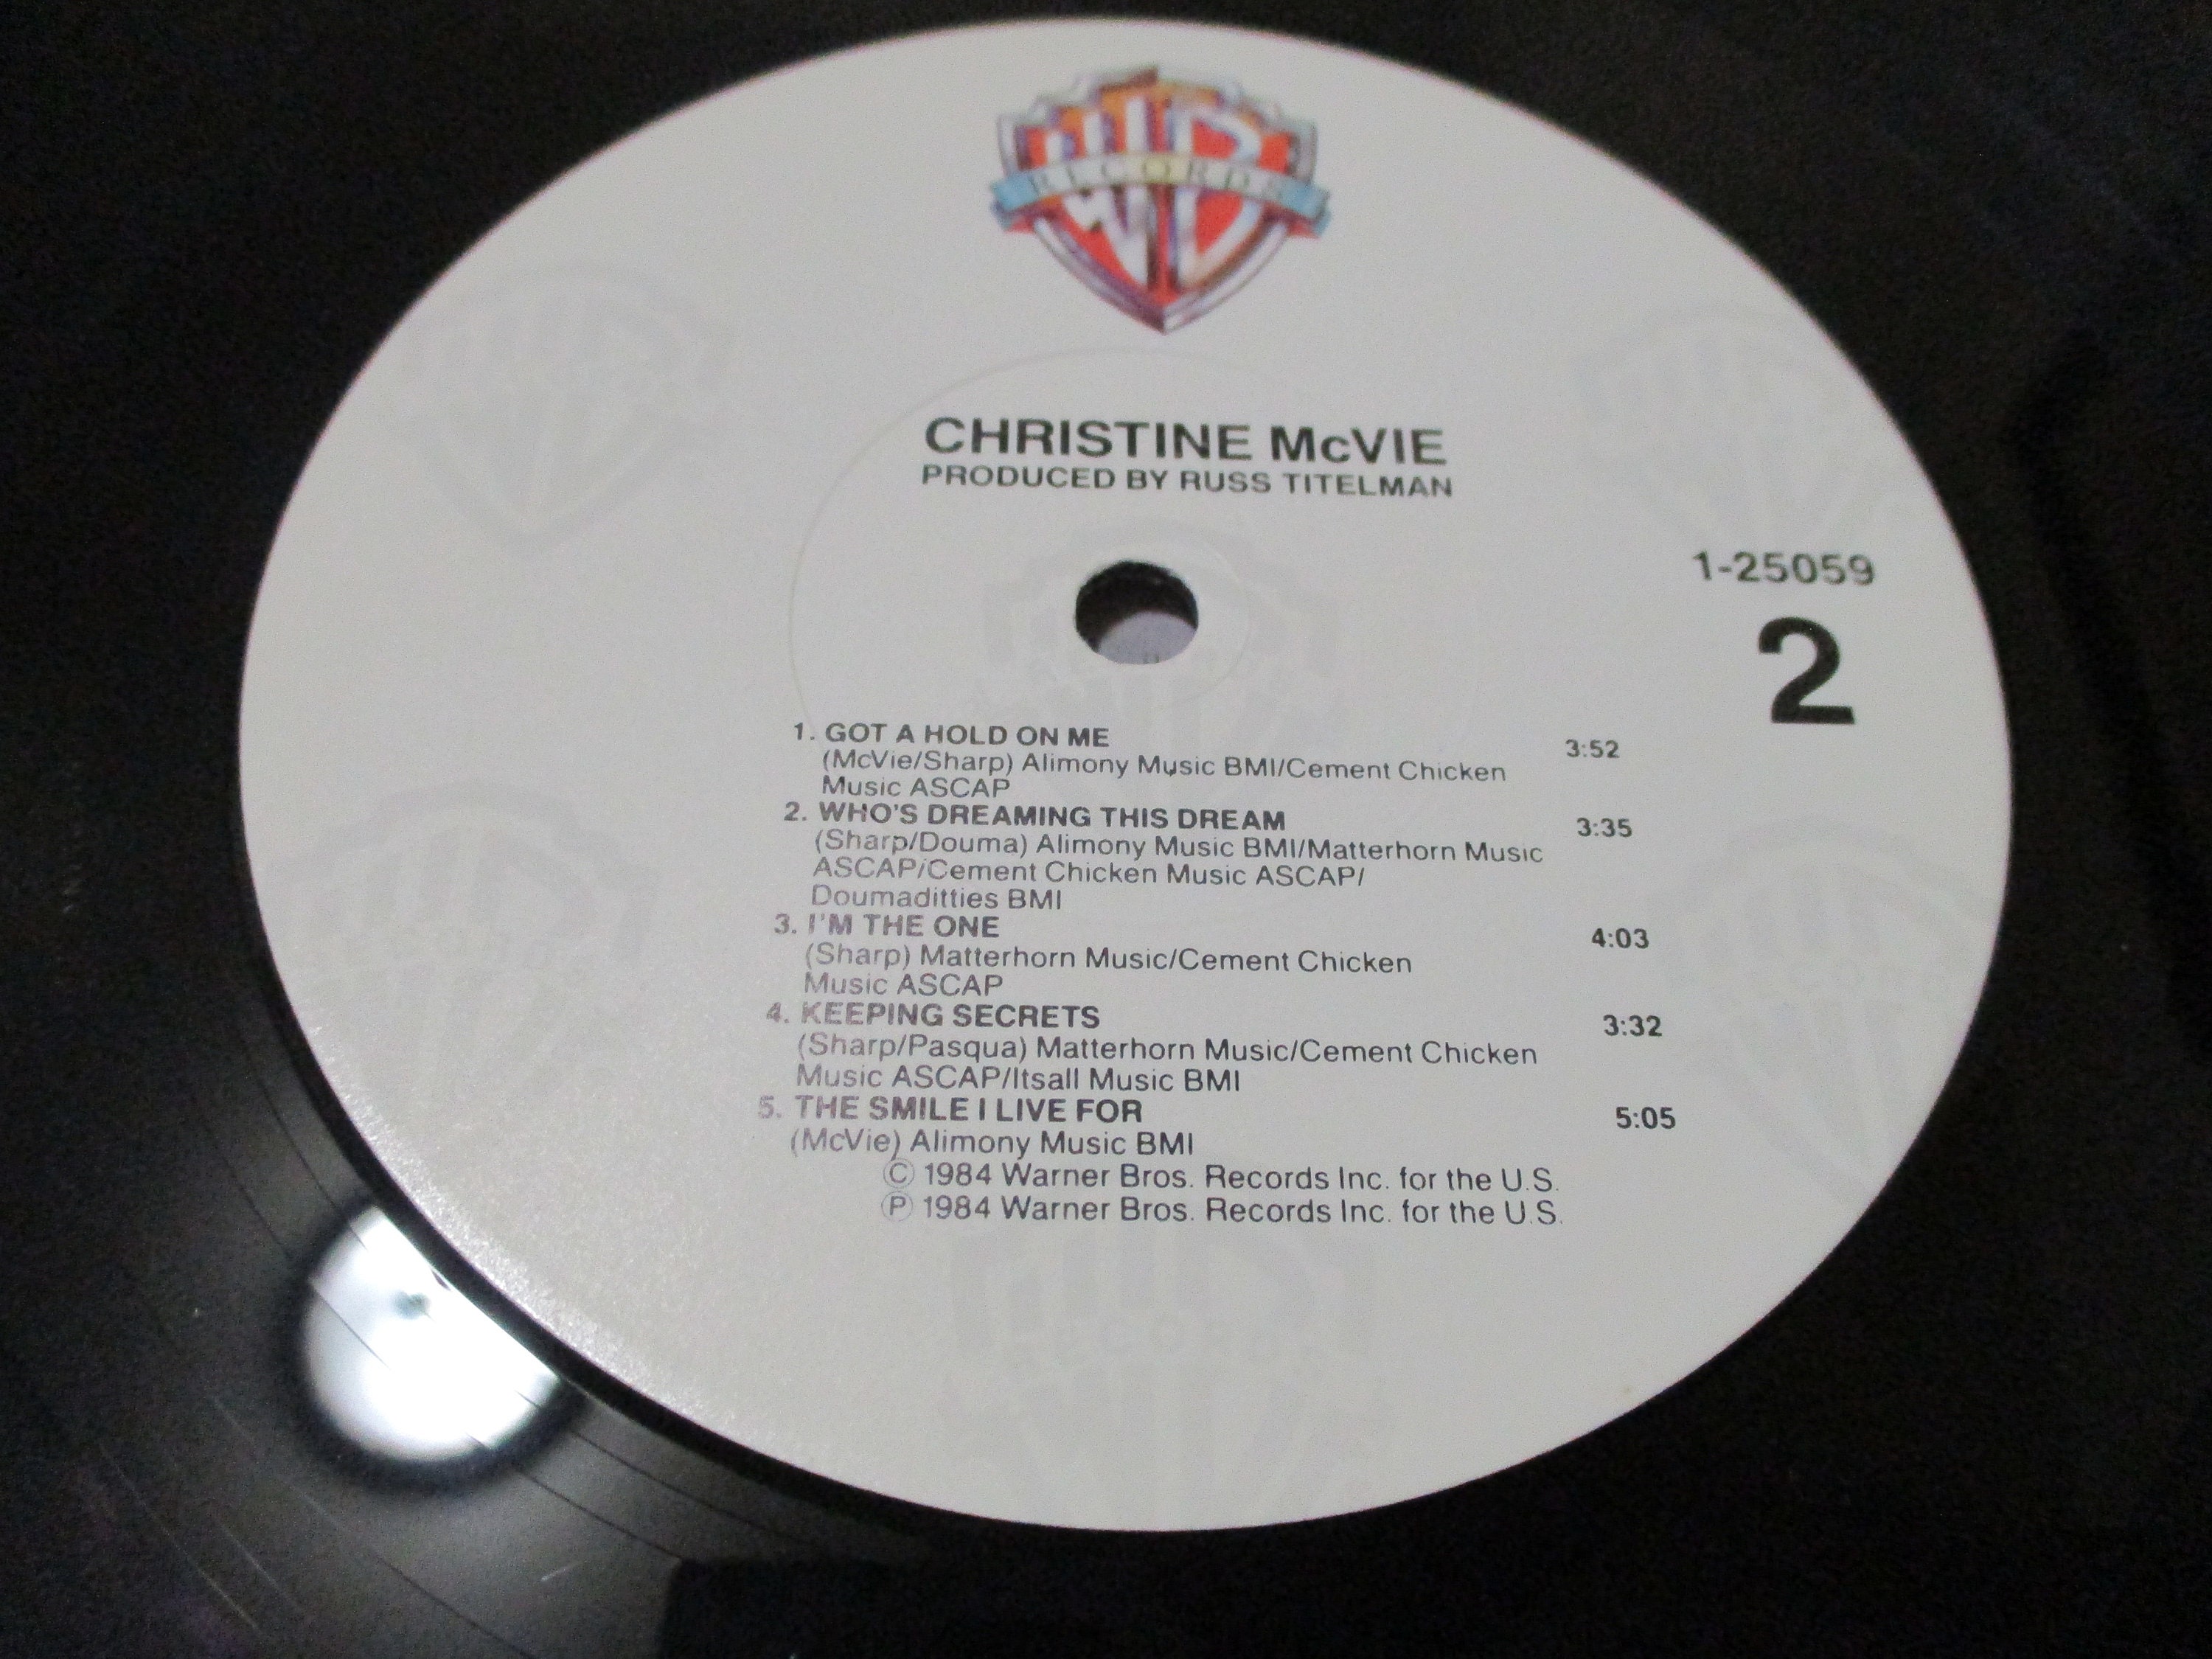 WB
RECORDS
CHRISTINE McVIE
PRODUCED BY RUSS TITELMAN
1-25059
2
1. GOT A HOLD ON ME 3:52
(McVie/Sharp) Alimony Music BMI/Cement Chicken
Music ASCAP
2. WHO'S DREAMING THIS DREAM 3:35
(Sharp/Douma) Alimony Music BMI/Matterhorn Music
ASCAP/Cement Chicken Music ASCAP/
Doumaditties BMI
3. I'M THE ONE 4:03
(Sharp) Matterhorn Music/Cement Chicken
Music ASCAP
4. KEEPING SECRETS 3:32
(Sharp/Pasqua) Matterhorn Music/Cement Chicken
Music ASCAP/Itsall Music BMI
5. THE SMILE I LIVE FOR 5:05
(McVie) Alimony Music BMI
Ⓒ 1984 Warner Bros. Records Inc. for the U.S.
Ⓟ 1984 Warner Bros. Records Inc. for the U.S.